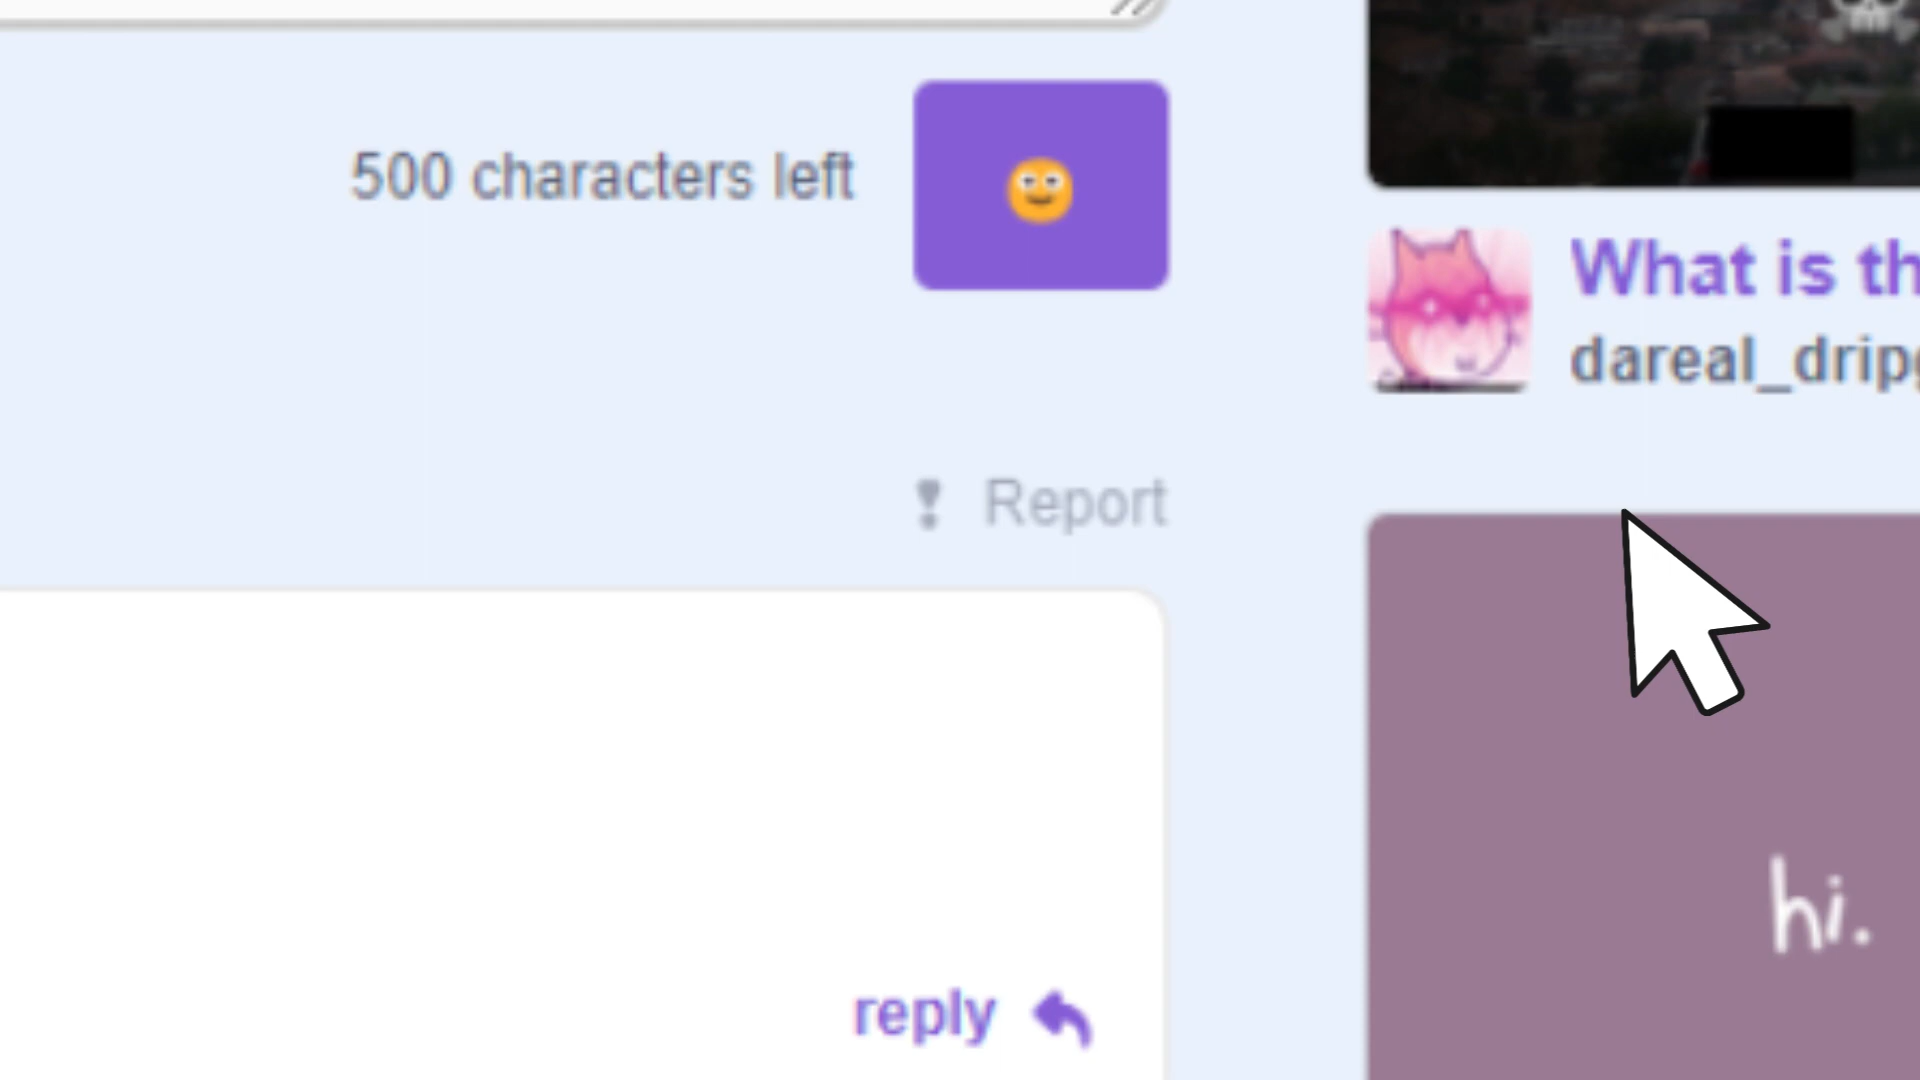 500 characters left
Report
reply
What is th
dareal_drip
hi.